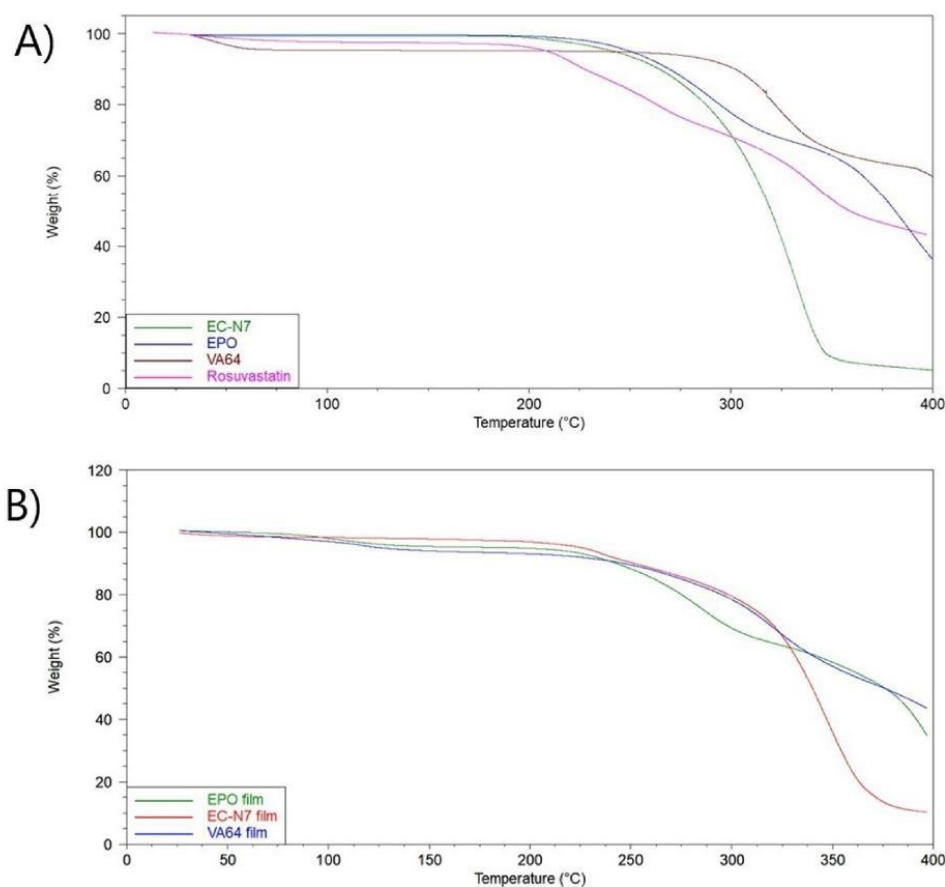 A)
100
80
60
40
20
0
Weight (%)
EC-N7
EPO
VA64
Rosuvastatin
0
100
200
300
400
Temperature (°C)
B)
120
100
80
60
40
20
0
Weight (%)
EPO film
EC-N7 film
VA64 film
0
50
100
150
200
250
300
350
400
Temperature (°C)